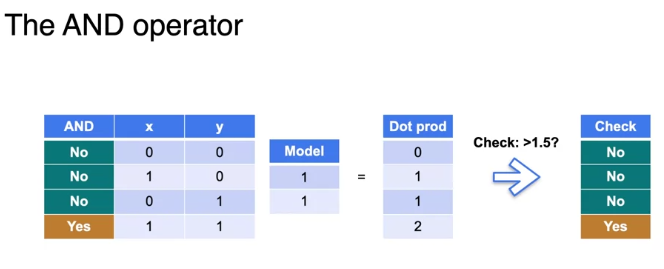 The AND operator
AND x y
No 0 0
No 1 0
No 0 1
Yes 1 1
Model
1
1
=
Dot prod
0
1
1
2
Check: >1.5?
Check
No
No
No
Yes